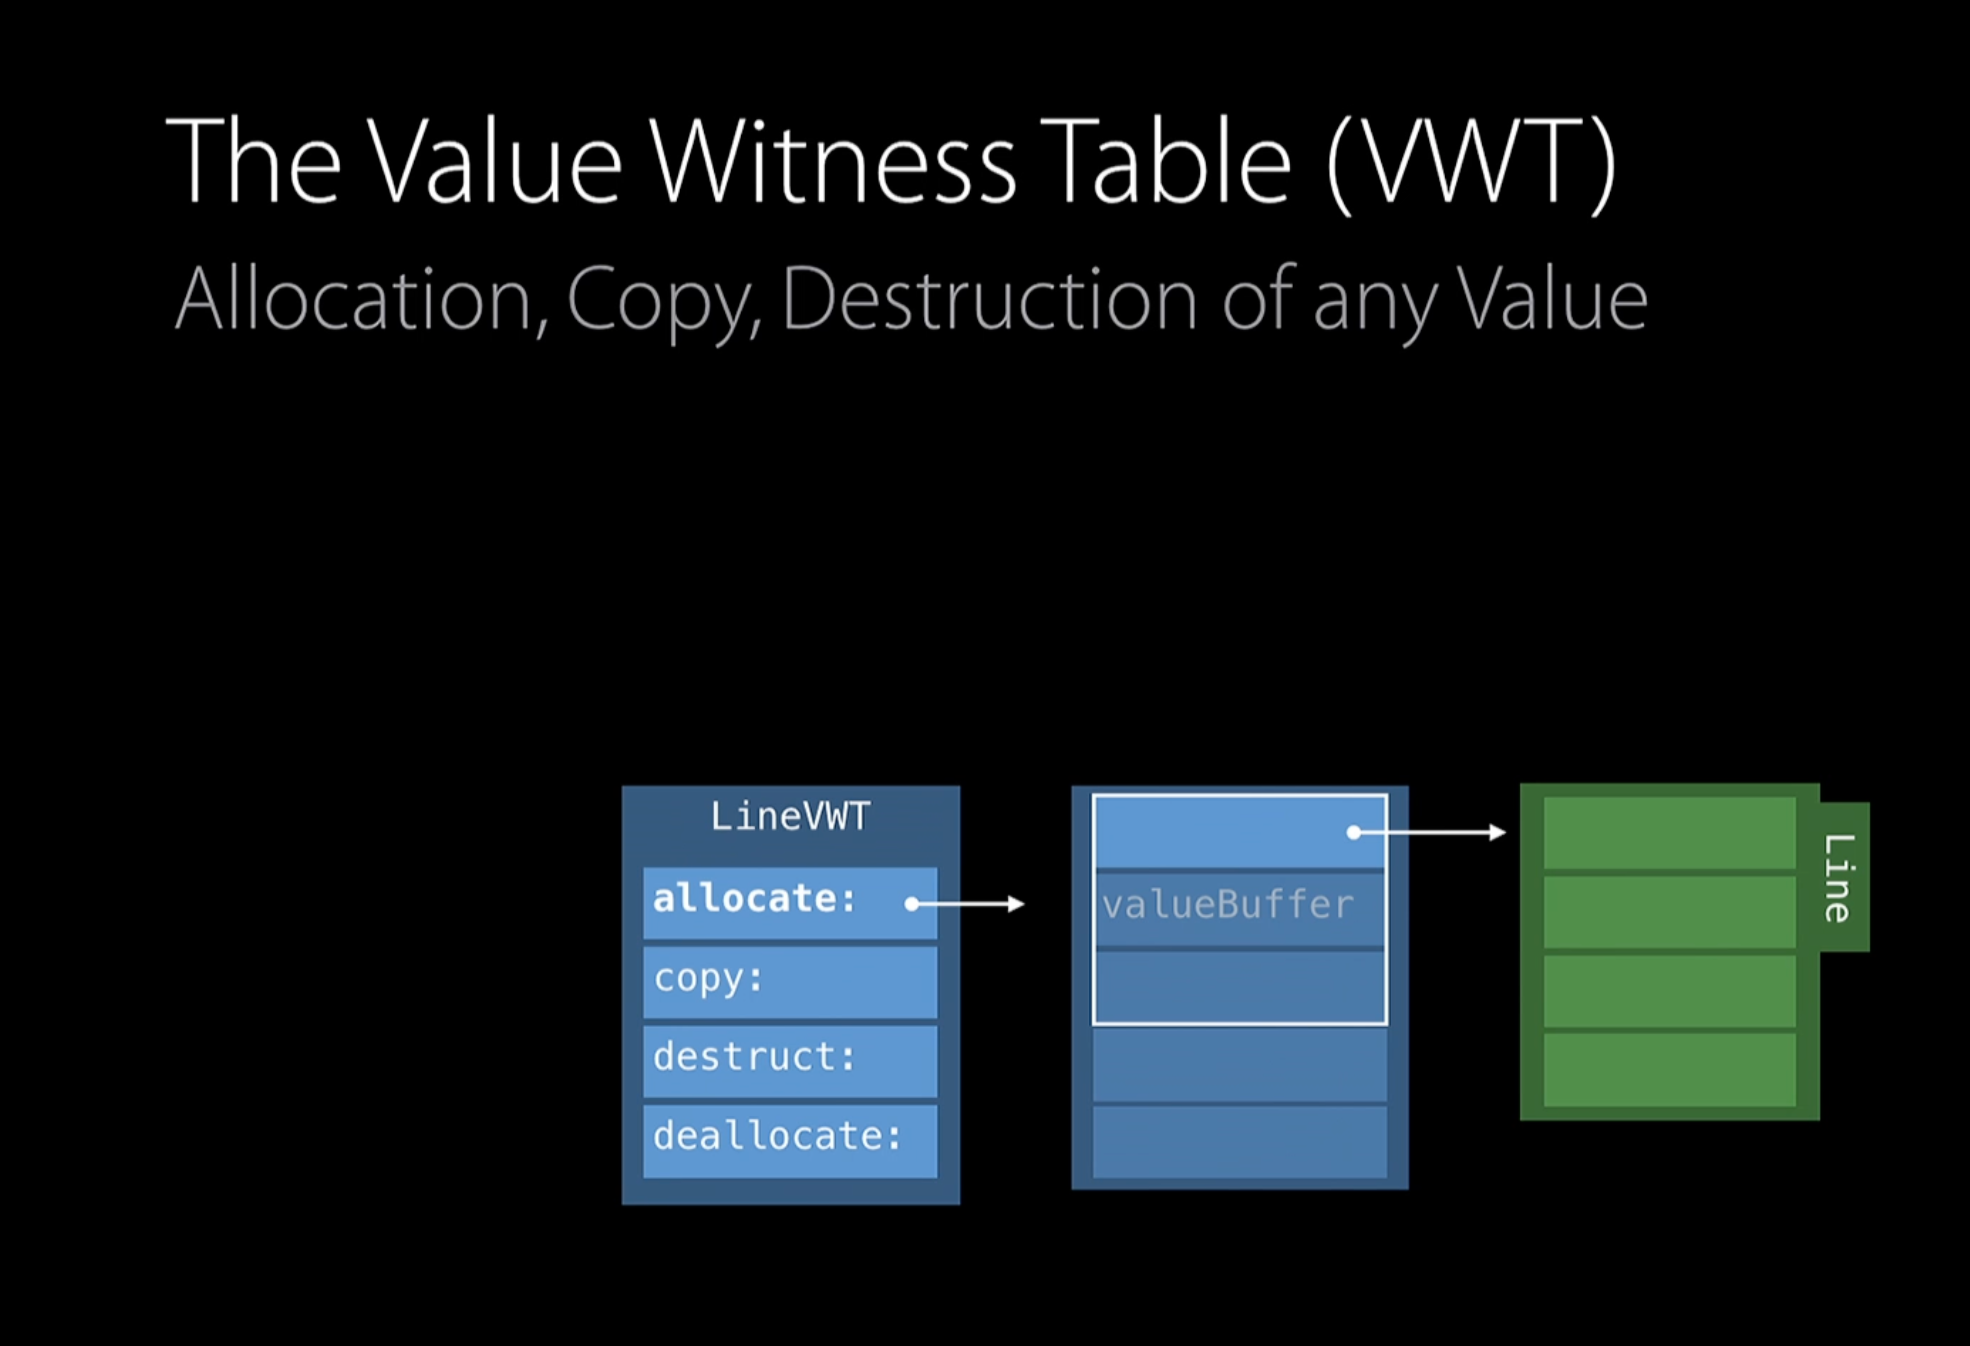 The Value Witness Table (VWT)
Allocation, Copy, Destruction of any Value
LineVWT
allocate:
copy:
destruct:
deallocate:
valueBuffer
Line